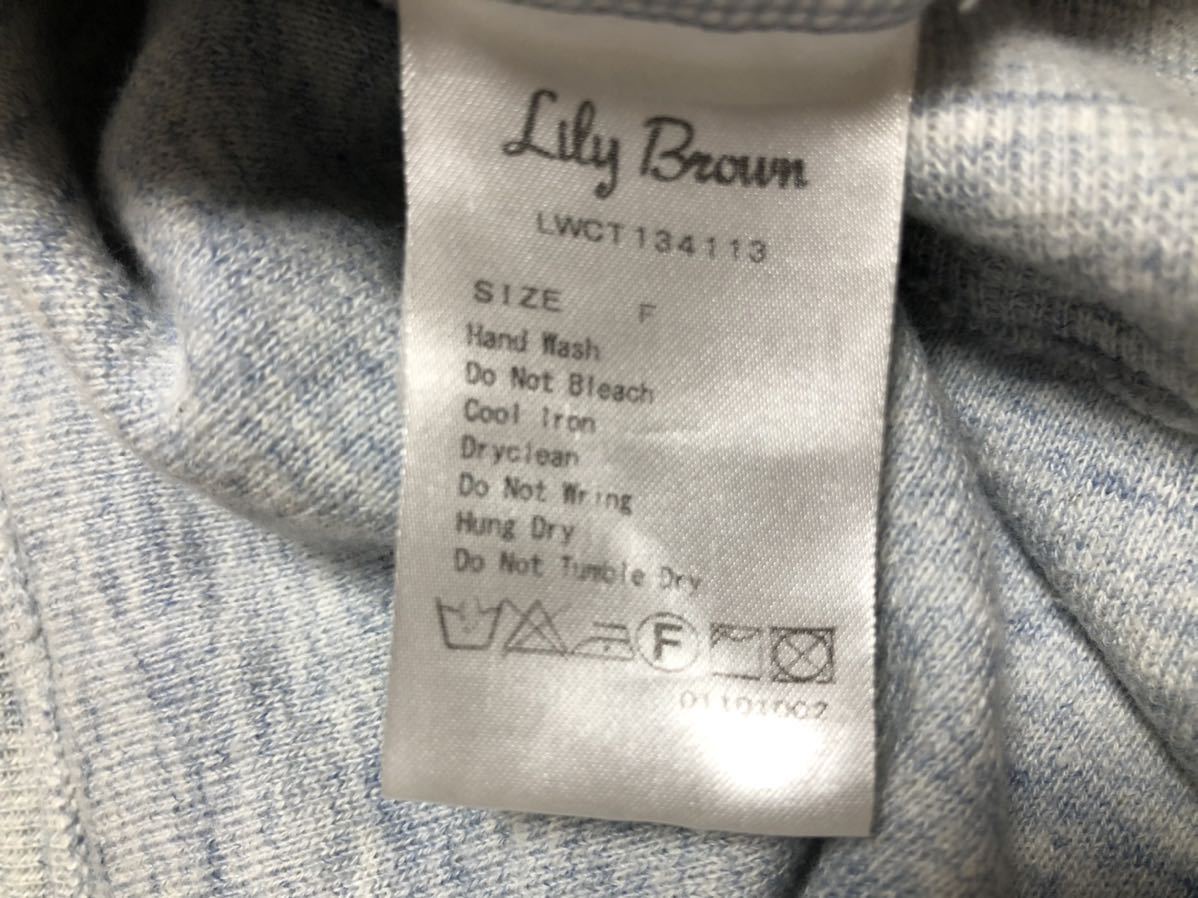 Lily Brown
LWCT134113
SIZE F
Hand Wash
Do Not Bleach
Cool Iron
Dryclean
Do Not Wring
Hung Dry
Do Not Tumble Dry
F